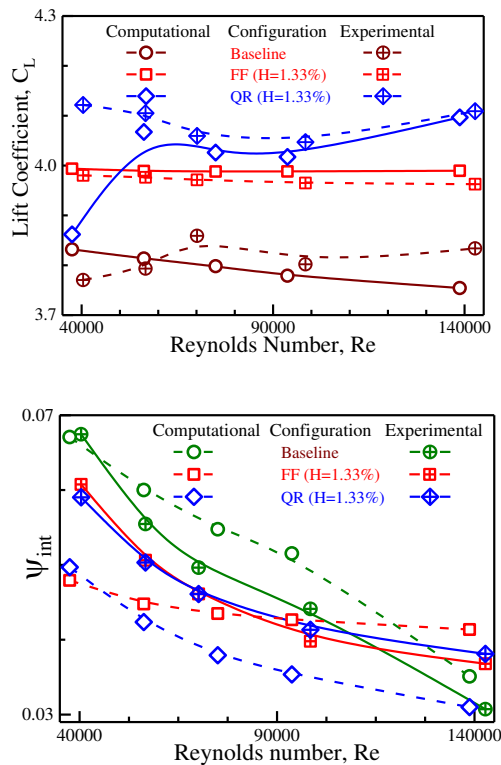 4.3
Computational Configuration Experimental
Baseline
FF (H=1.33%)
QR (H=1.33%)
Lift Coefficient, C_L
4.0
3.7
40000 90000 140000
Reynolds Number, Re
0.07
Computational Configuration Experimental
Baseline
FF (H=1.33%)
QR (H=1.33%)
Ψ_int
0.03
40000 90000 140000
Reynolds number, Re